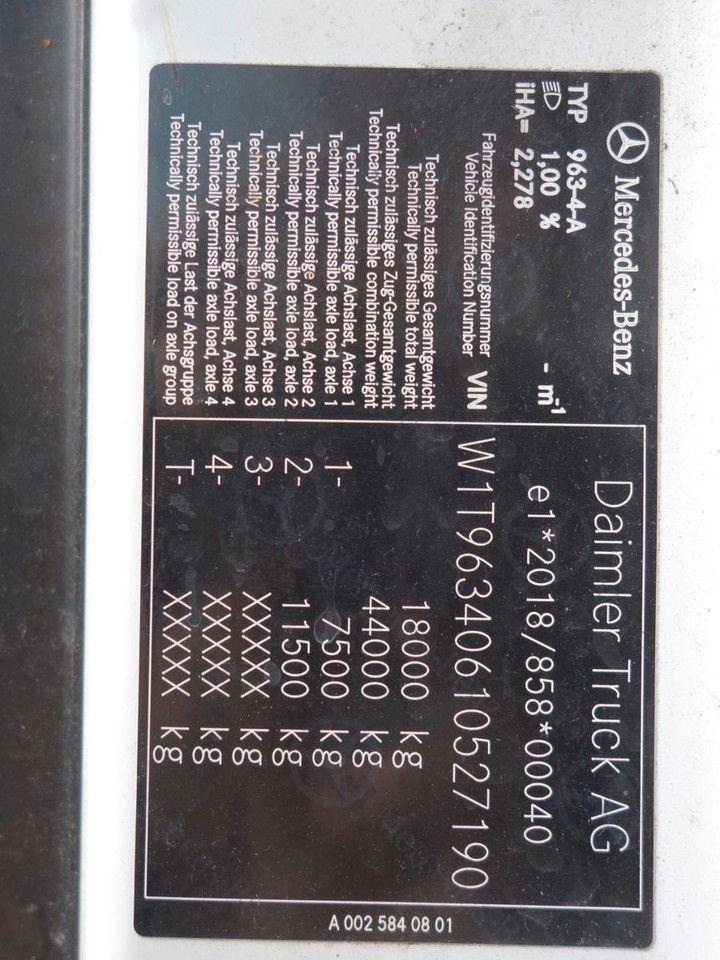 Mercedes-Benz
Daimler Truck AG
TYP 963-4-A
1,00 % - m⁻¹
e1*2018/858*00040
iHA= 2,278
Fahrzeugidentifizierungsnummer
Vehicle Identification Number VIN W1T96340610527190
Technisch zulässiges Gesamtgewicht
Technically permissible total weight 18000 kg
Technisch zulässiges Zug-Gesamtgewicht
Technically permissible combination weight 44000 kg
Technisch zulässige Achslast, Achse 1
Technically permissible axle load, axle 1 1- 7500 kg
Technisch zulässige Achslast, Achse 2
Technically permissible axle load, axle 2 2- 11500 kg
Technisch zulässige Achslast, Achse 3
Technically permissible axle load, axle 3 3- XXXXX kg
Technisch zulässige Achslast, Achse 4
Technically permissible axle load, axle 4 4- XXXXX kg
Technisch zulässige Last der Achsgruppe
Technically permissible load on axle group T- XXXXX kg
A 002 584 08 01